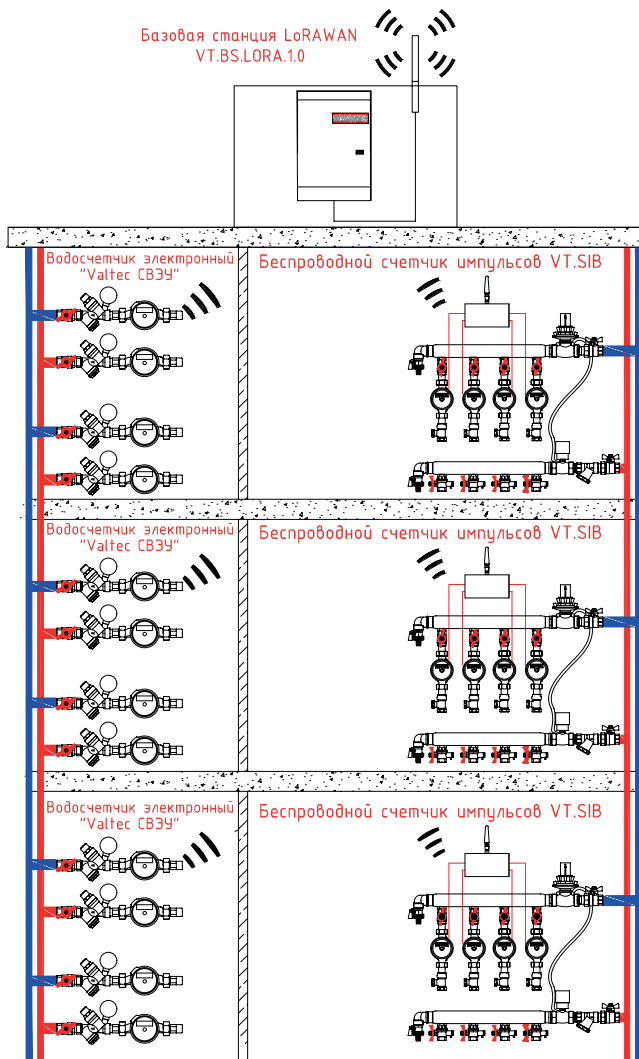 Базовая станция LoRAWAN
VT.BS.LORA.1.0
Водосчетчик электронный
"Valtec СВЭУ"
Беспроводной счетчик импульсов VT.SIB
Водосчетчик электронный
"Valtec СВЭУ"
Беспроводной счетчик импульсов VT.SIB
Водосчетчик электронный
"Valtec СВЭУ"
Беспроводной счетчик импульсов VT.SIB